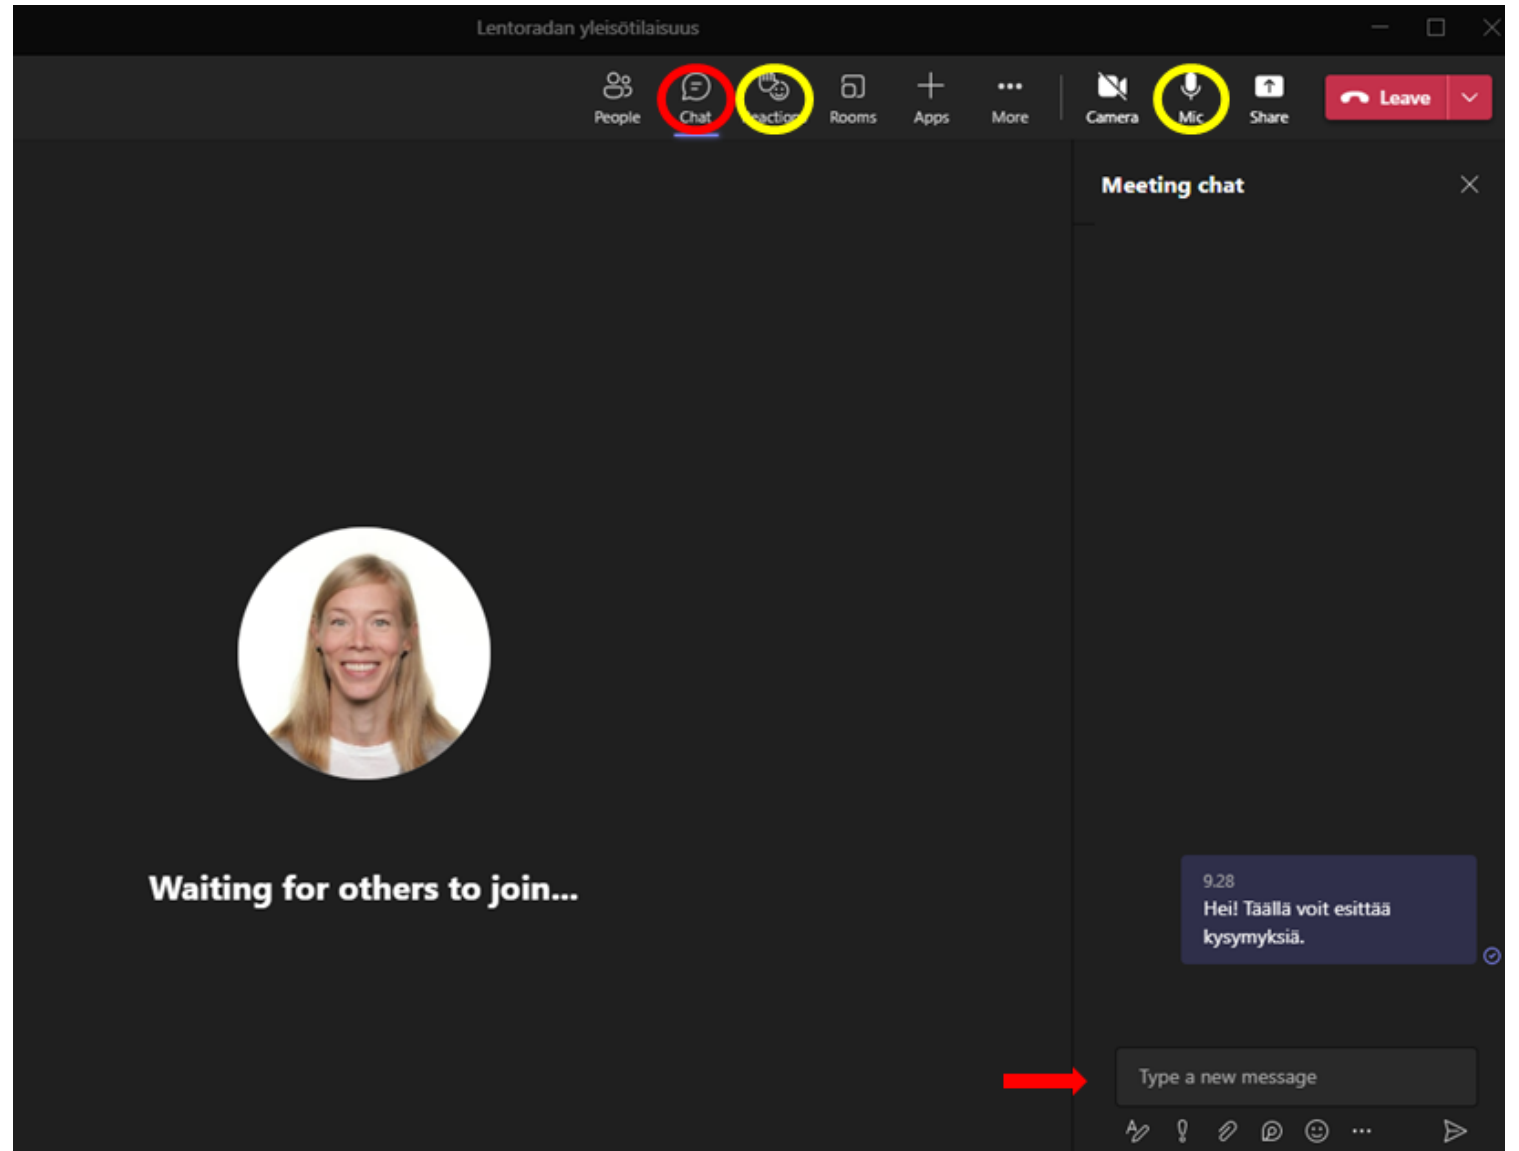 Lentoradan yleisötilaisuus
People Chat Reactions Rooms Apps More Camera Mic Share Leave
Meeting chat
Waiting for others to join...
9.28
Hei! Täällä voit esittää
kysymyksiä.
Type a new message